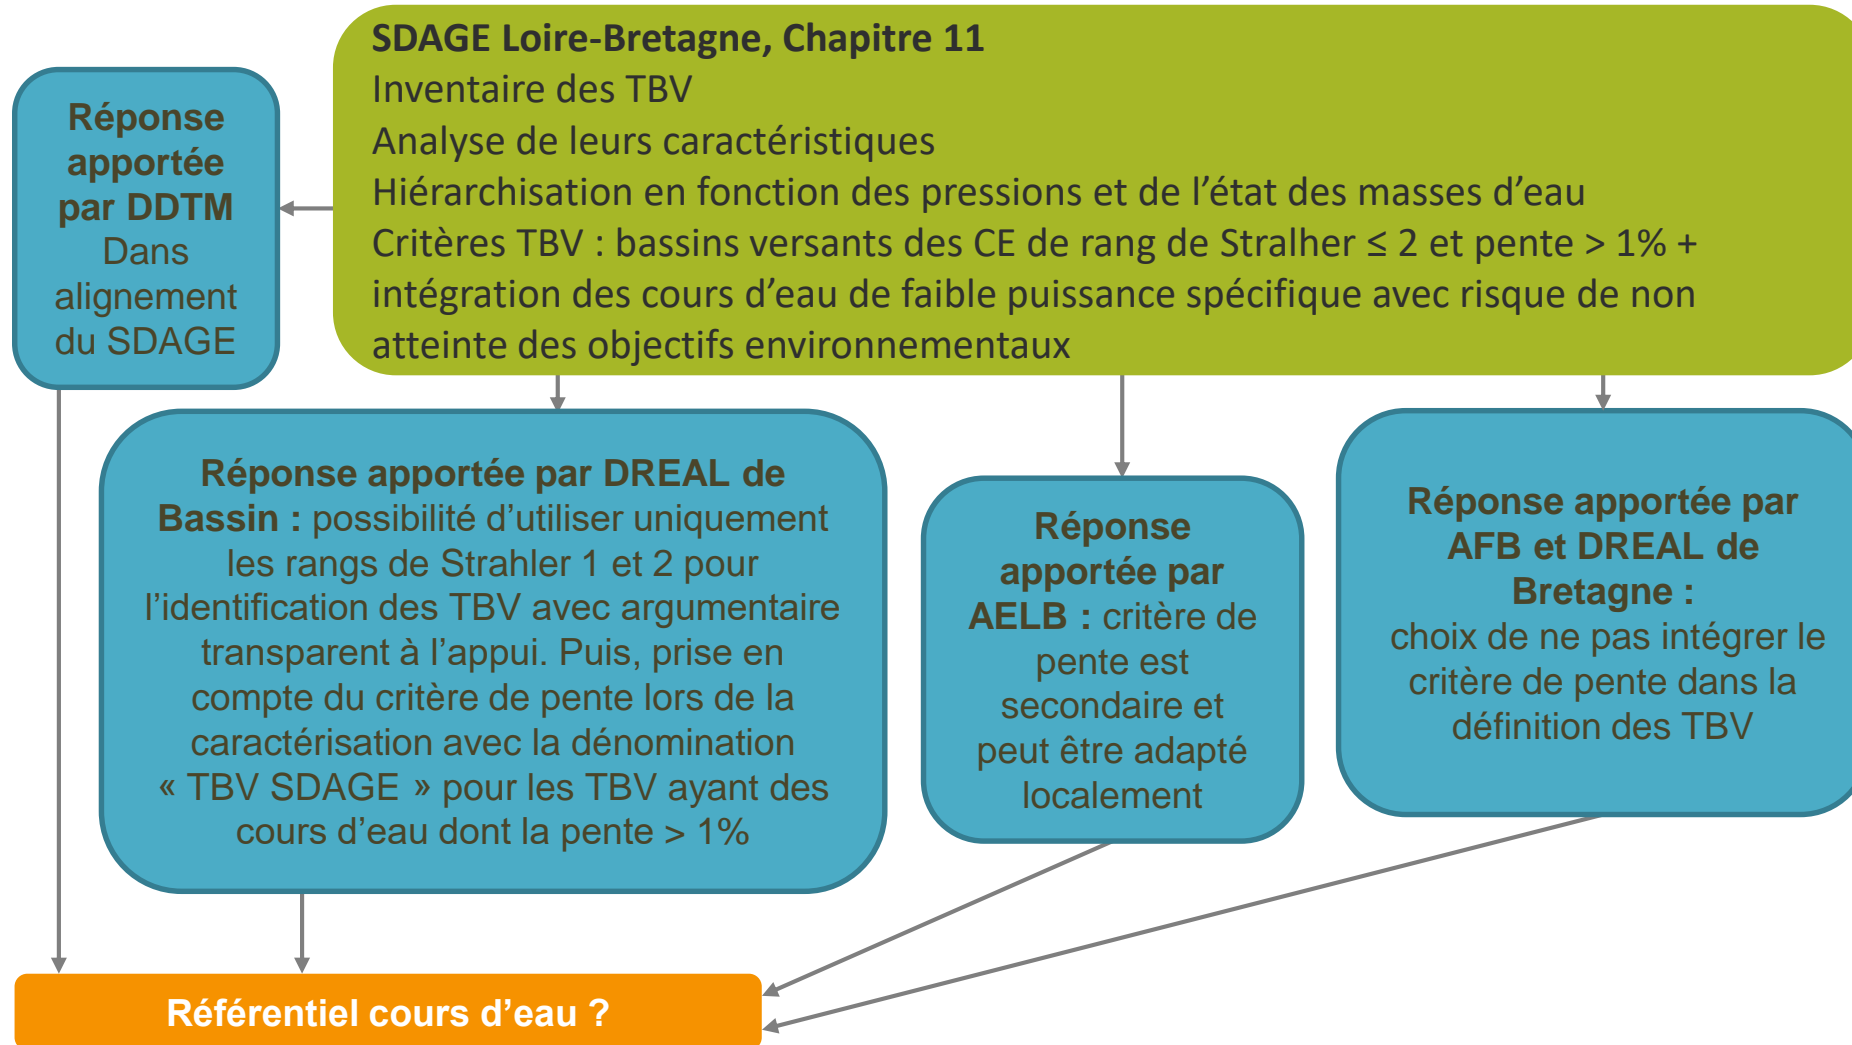 SDAGE Loire-Bretagne, Chapitre 11
Inventaire des TBV
Analyse de leurs caractéristiques
Hiérarchisation en fonction des pressions et de l’état des masses d’eau
Critères TBV : bassins versants des CE de rang de Stralher ≤ 2 et pente > 1% +
intégration des cours d’eau de faible puissance spécifique avec risque de non
atteinte des objectifs environnementaux
Réponse
apportée
par DDTM
Dans
alignement
du SDAGE
Réponse apportée par DREAL de
Bassin : possibilité d’utiliser uniquement
les rangs de Strahler 1 et 2 pour
l’identification des TBV avec argumentaire
transparent à l’appui. Puis, prise en
compte du critère de pente lors de la
caractérisation avec la dénomination
« TBV SDAGE » pour les TBV ayant des
cours d’eau dont la pente > 1%
Réponse
apportée par
AELB : critère de
pente est
secondaire et
peut être adapté
localement
Réponse apportée par
AFB et DREAL de
Bretagne :
choix de ne pas intégrer le
critère de pente dans la
définition des TBV
Référentiel cours d’eau ?